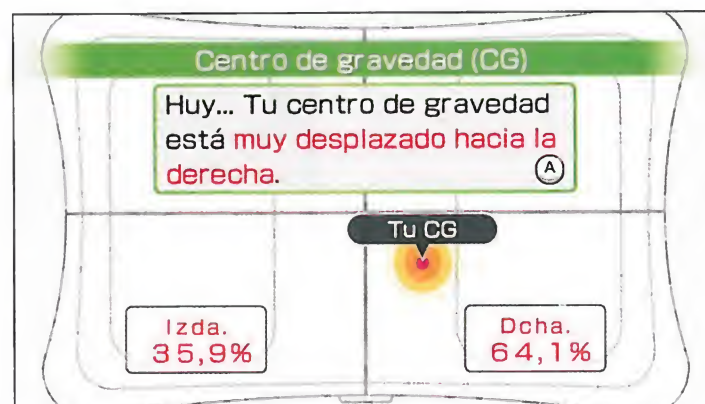 Centro de gravedad (CG)
Huy... Tu centro de gravedad
está muy desplazado hacia la
derecha.
A
Tu CG
Izda.
35,9%
Dcha.
64,1%